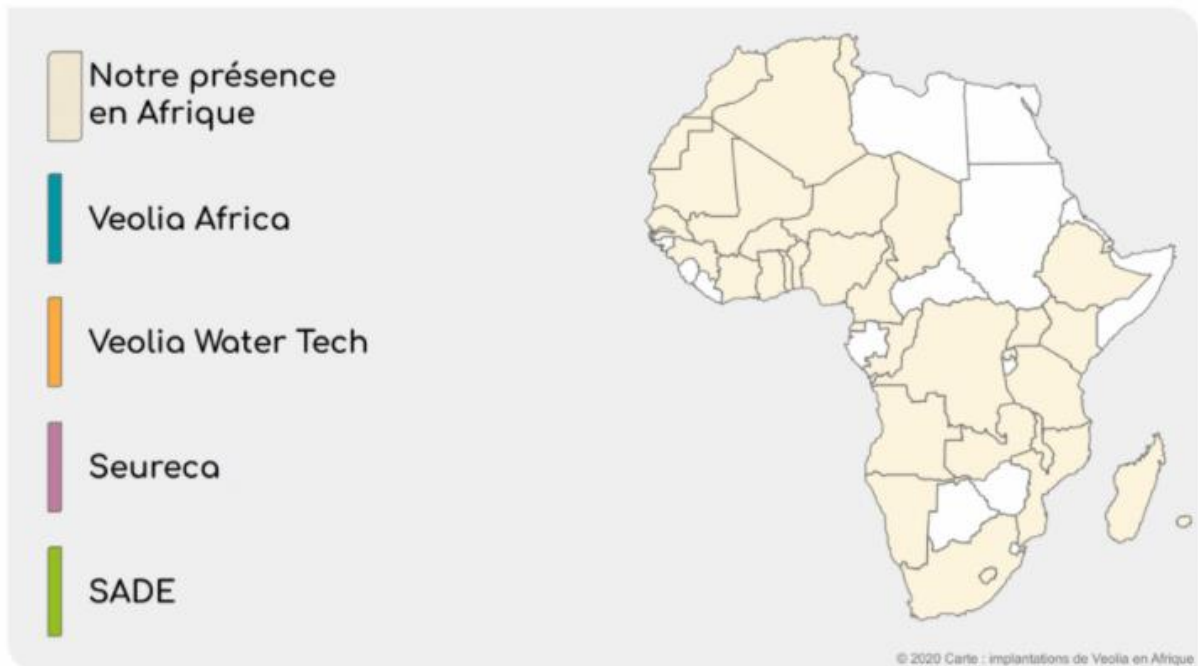 Notre présence
en Afrique
Veolia Africa
Veolia Water Tech
Seureca
SADE
© 2020 Carte : implantations de Veolia en Afrique